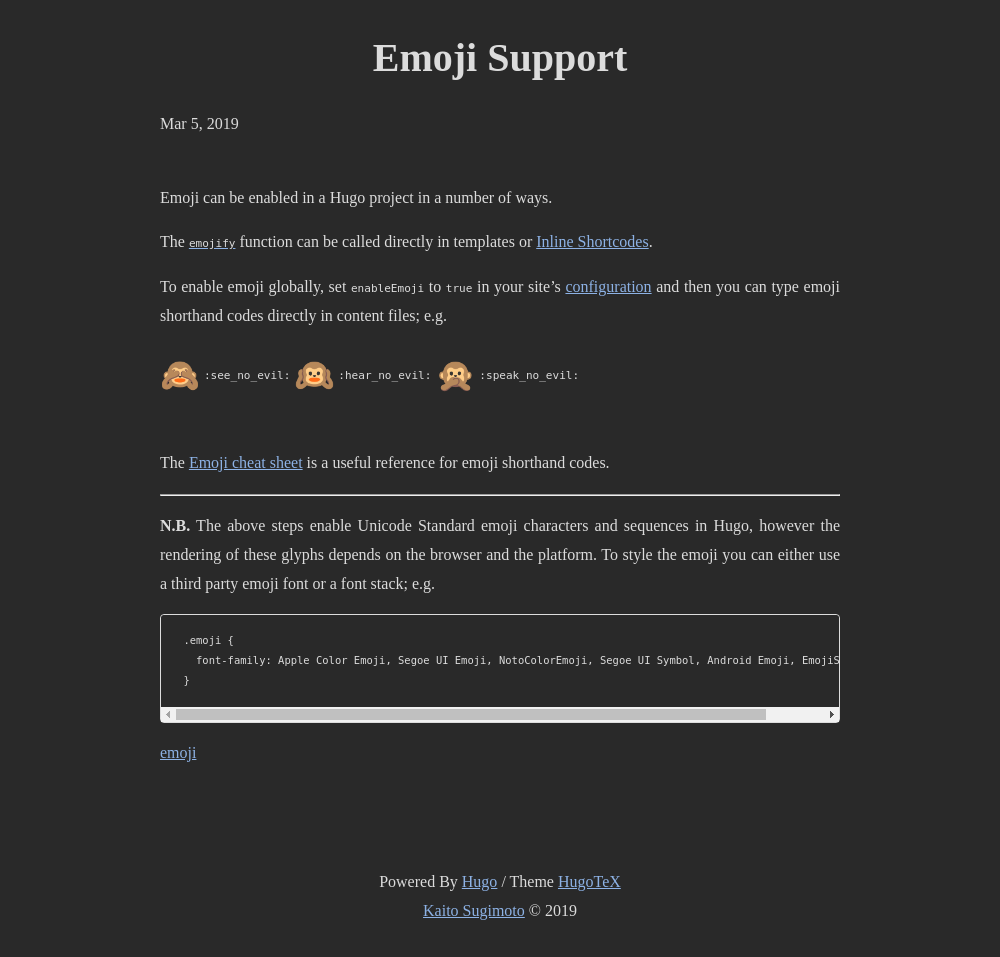 Emoji Support
Mar 5, 2019
Emoji can be enabled in a Hugo project in a number of ways.
The emojify function can be called directly in templates or Inline Shortcodes.
To enable emoji globally, set enableEmoji to true in your site’s configuration and then you can type emoji
shorthand codes directly in content files; e.g.
🙈 :see_no_evil: 🙉 :hear_no_evil: 🙊 :speak_no_evil:
The Emoji cheat sheet is a useful reference for emoji shorthand codes.
N.B. The above steps enable Unicode Standard emoji characters and sequences in Hugo, however the
rendering of these glyphs depends on the browser and the platform. To style the emoji you can either use
a third party emoji font or a font stack; e.g.
.emoji {
  font-family: Apple Color Emoji, Segoe UI Emoji, NotoColorEmoji, Segoe UI Symbol, Android Emoji, EmojiS
}
emoji
Powered By Hugo / Theme HugoTeX
Kaito Sugimoto © 2019